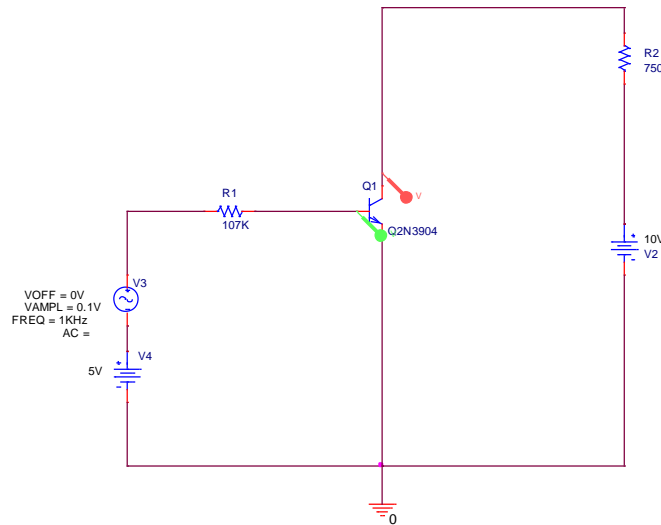 R2
750
R1
107K
Q1
V
Q2N3904
10V
V2
V3
VOFF = 0V
VAMPL = 0.1V
FREQ = 1KHz
AC =
V4
5V
0